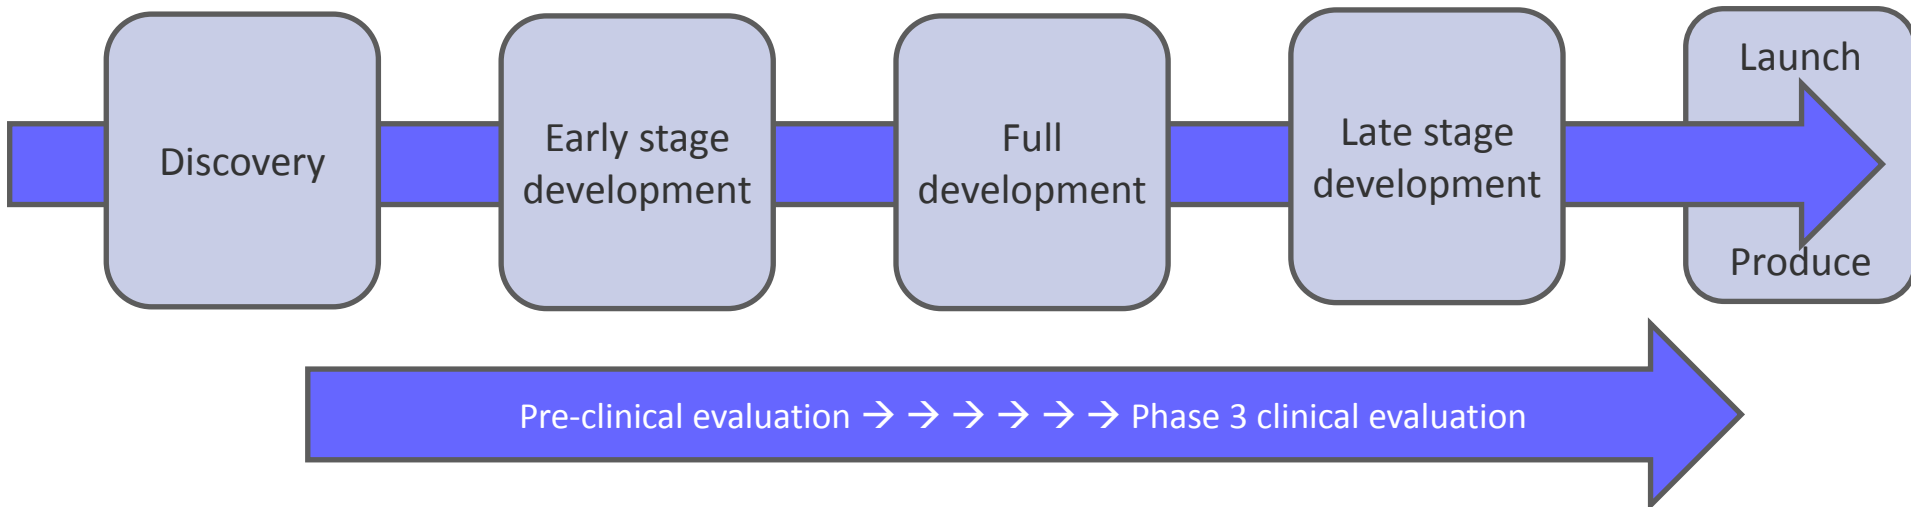 Discovery
Early stage
development
Full
development
Late stage
development
Launch
Produce
Pre-clinical evaluation → → → → → → Phase 3 clinical evaluation